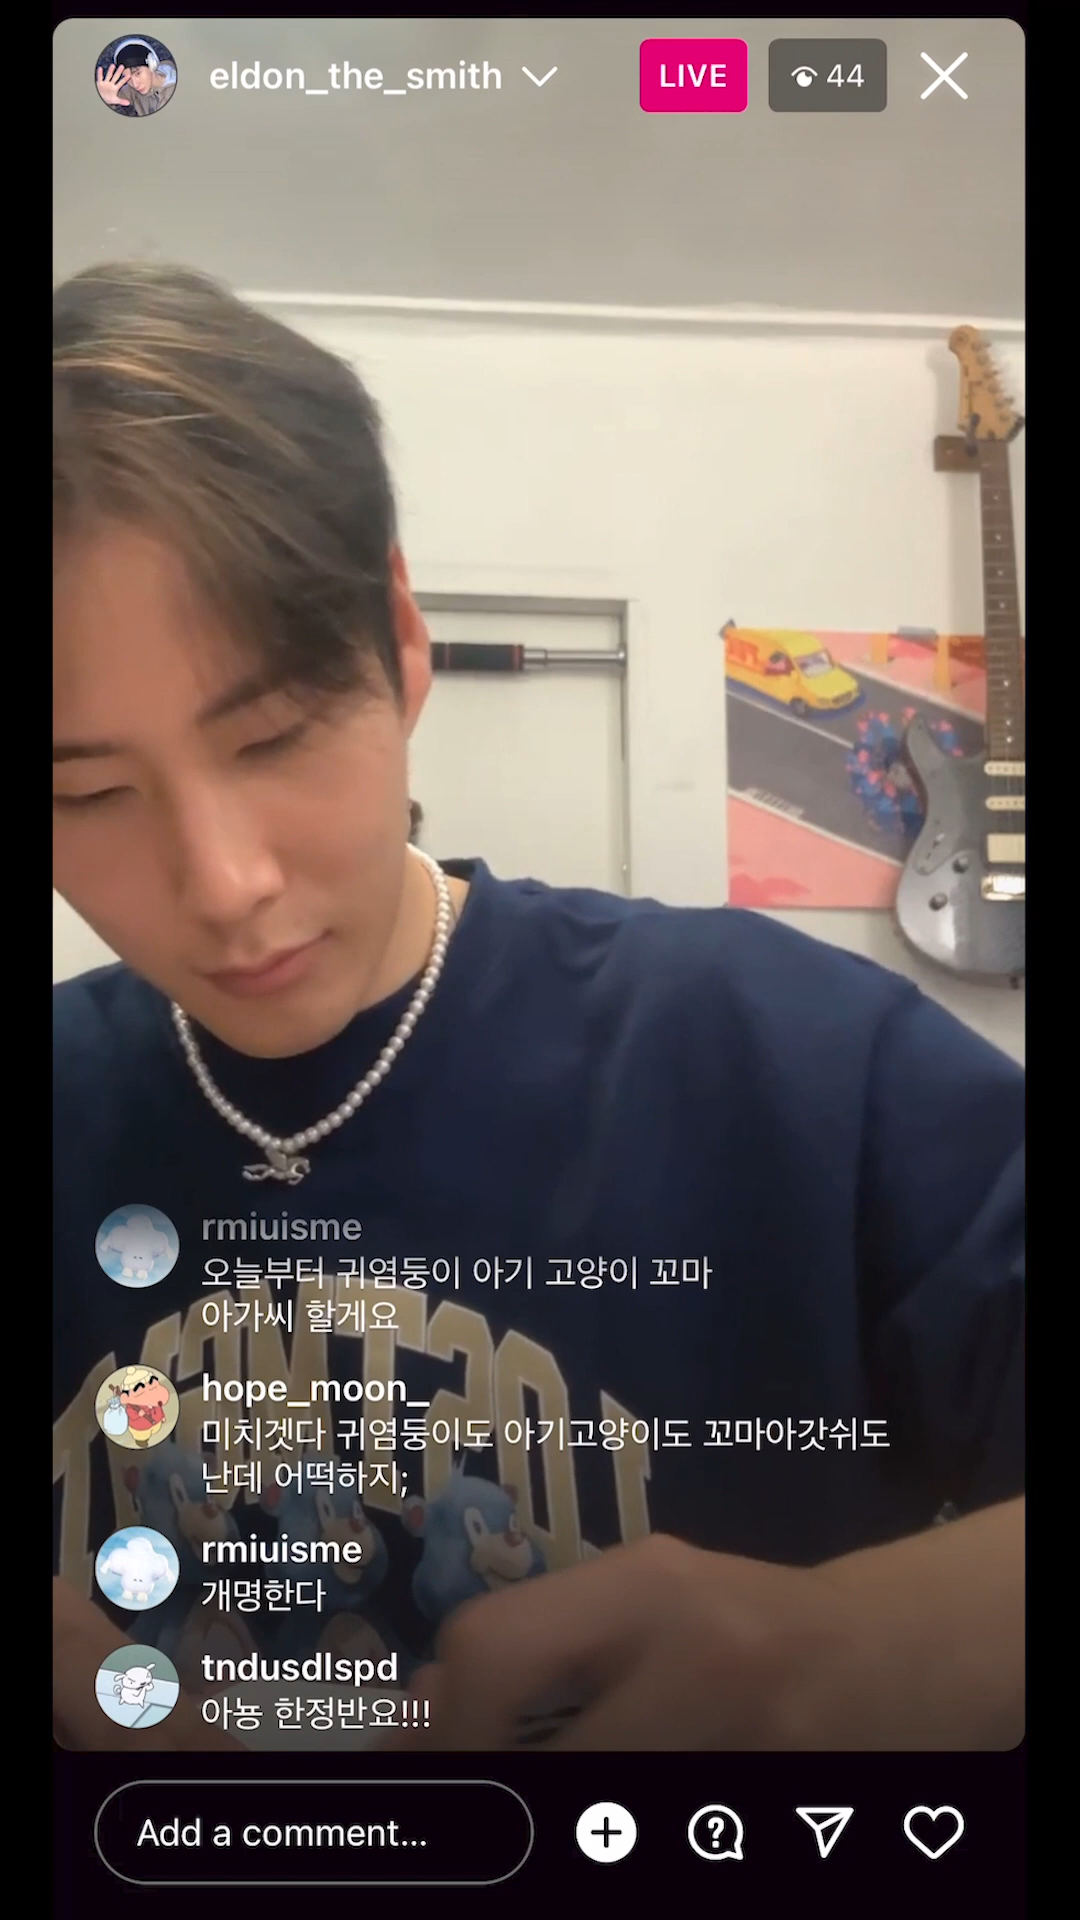 eldon_the_smith
LIVE
44
rmiuisme
오늘부터 귀염둥이 아기 고양이 꼬마
아가씨 할게요
hope_moon_
미치겟다 귀염둥이도 아기고양이도 꼬마아갓쉬도
난데 어떡하지;
rmiuisme
개명한다
tndusdlspd
아뇽 한정반요!!!
Add a comment...